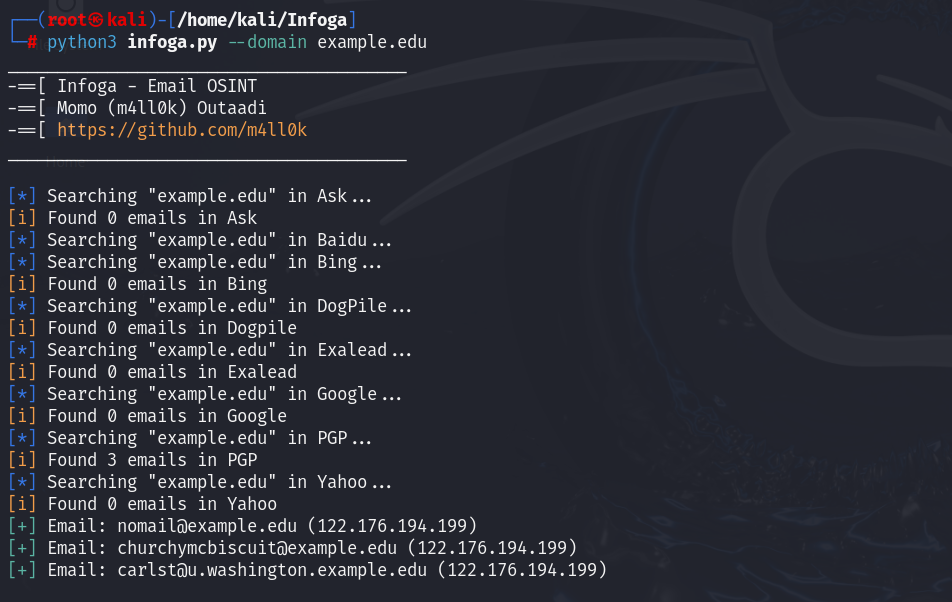 ┌──(root㉿kali)-[/home/kali/Infoga]
└─# python3 infoga.py --domain example.edu
-==[ Infoga - Email OSINT
-==[ Momo (m4ll0k) Outaadi
-==[ https://github.com/m4ll0k
Home
[*] Searching "example.edu" in Ask...
[i] Found 0 emails in Ask
[*] Searching "example.edu" in Baidu...
[*] Searching "example.edu" in Bing...
[i] Found 0 emails in Bing
[*] Searching "example.edu" in DogPile...
[i] Found 0 emails in Dogpile
[*] Searching "example.edu" in Exalead...
[i] Found 0 emails in Exalead
[*] Searching "example.edu" in Google...
[i] Found 0 emails in Google
[*] Searching "example.edu" in PGP...
[i] Found 3 emails in PGP
[*] Searching "example.edu" in Yahoo...
[i] Found 0 emails in Yahoo
[+] Email: nomail@example.edu (122.176.194.199)
[+] Email: churchymcbiscuit@example.edu (122.176.194.199)
[+] Email: carlst@u.washington.example.edu (122.176.194.199)